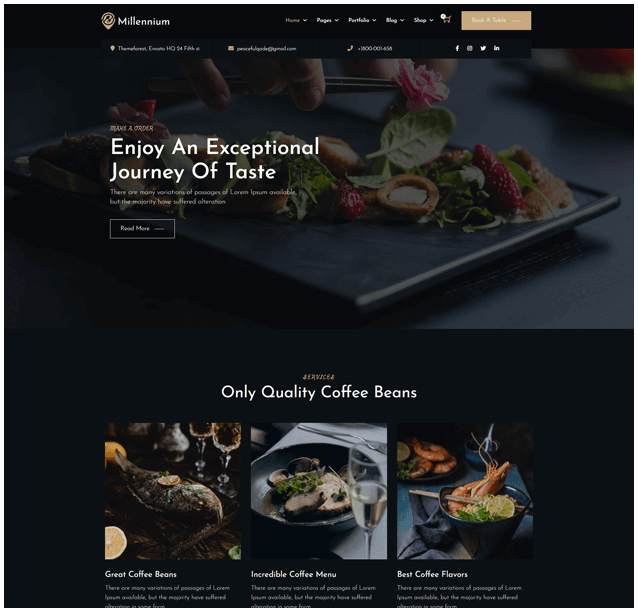 Millennium
Home Pages Portfolio Blog Shop 0 Book A Table
Themeforest, Envato HQ 24 Fifth st peacefulqode@gmail.com +1800-001-658
MAKE A ORDER
Enjoy An Exceptional
Journey Of Taste
There are many variations of passages of Lorem Ipsum available,
but the majority have suffered alteration
Read More
SERVICES
Only Quality Coffee Beans
Great Coffee Beans Incredible Coffee Menu Best Coffee Flavors
There are many variations of passages of Lorem There are many variations of passages of Lorem There are many variations of passages of Lorem
Ipsum available, but the majority have suffered Ipsum available, but the majority have suffered Ipsum available, but the majority have suffered
alteration in some form alteration in some form alteration in some form